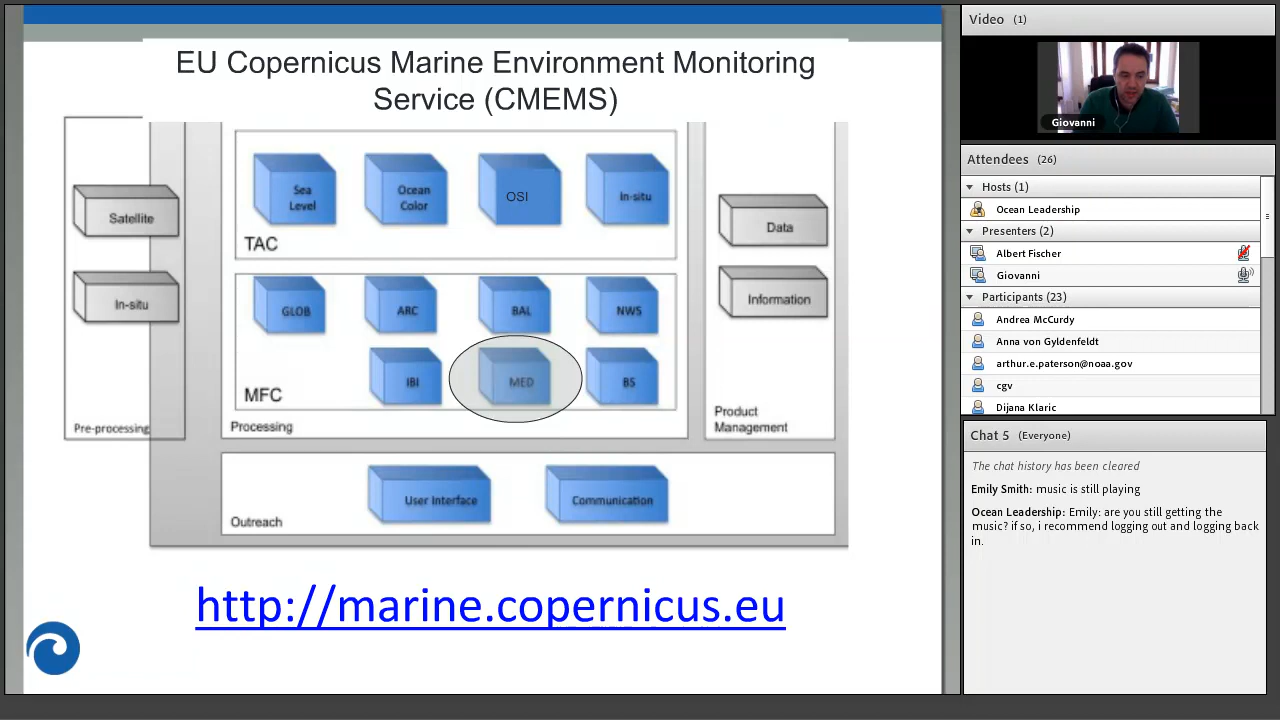 EU Copernicus Marine Environment Monitoring
Service (CMEMS)
Satellite
In-situ
Pre-processing
Sea
Level
Ocean
Color
OSI
In-situ
TAC
GLOB
ARC
BAL
NWS
IBI
MED
BS
MFC
Processing
Data
Information
Product
Management
User Interface
Communication
Outreach
http://marine.copernicus.eu
Video (1)
Giovanni
Attendees (26)
Hosts (1)
Ocean Leadership
Presenters (2)
Albert Fischer
Giovanni
Participants (23)
Andrea McCurdy
Anna von Gyldenfeldt
arthur.e.paterson@noaa.gov
cgv
Dijana Klaric
Chat 5 (Everyone)
The chat history has been cleared
Emily Smith: music is still playing
Ocean Leadership: Emily: are you still getting the
music? if so, i recommend logging out and logging back
in.